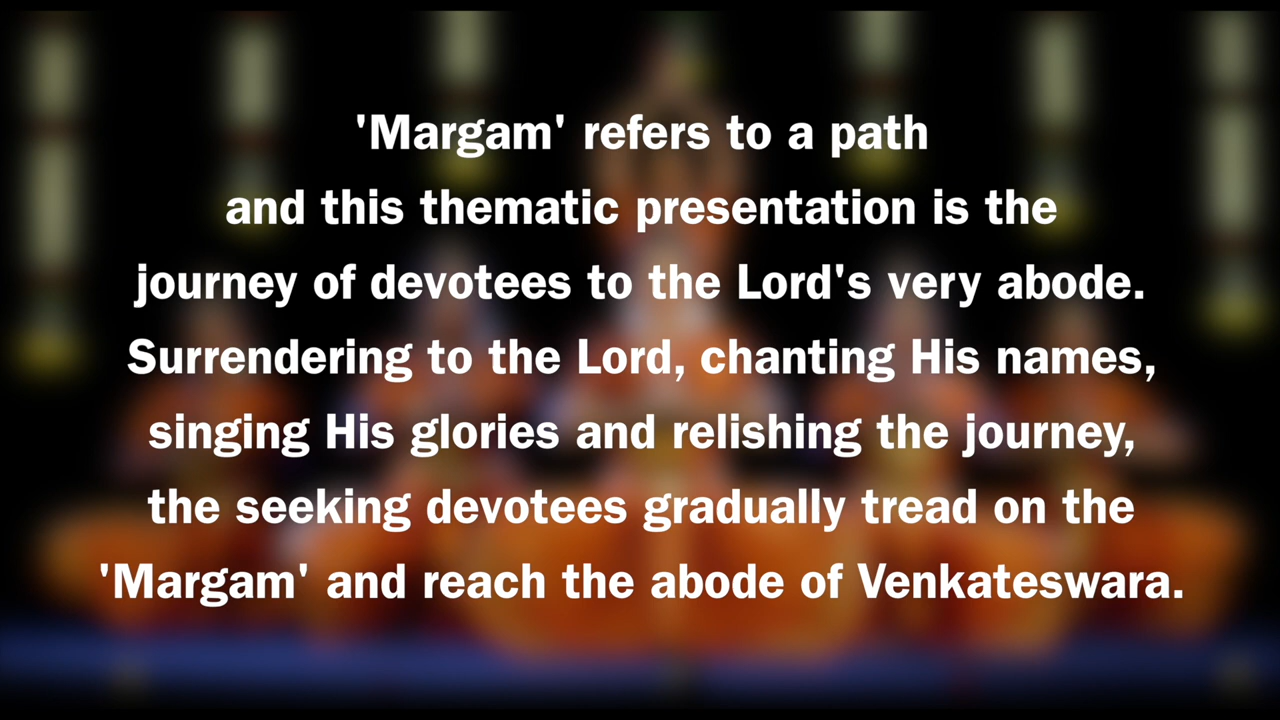 'Margam' refers to a path
and this thematic presentation is the
journey of devotees to the Lord's very abode.
Surrendering to the Lord, chanting His names,
singing His glories and relishing the journey,
the seeking devotees gradually tread on the
'Margam' and reach the abode of Venkateswara.